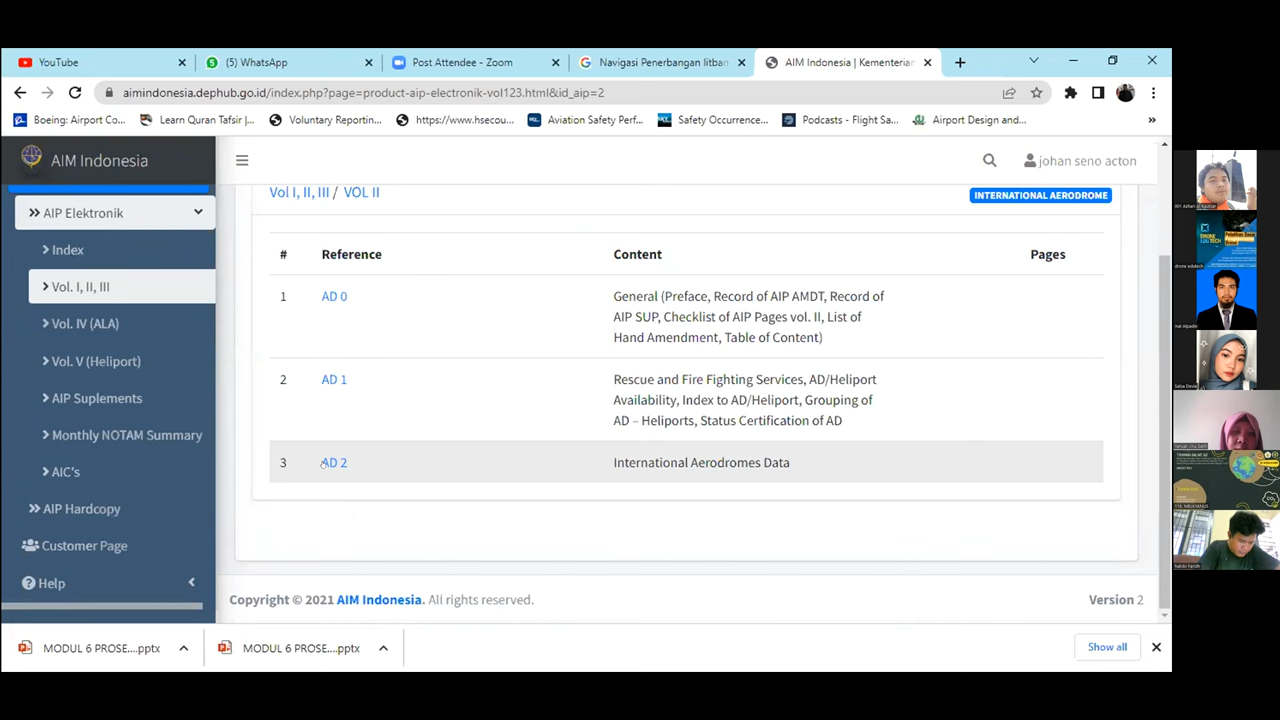 YouTube
(5) WhatsApp
Post Attendee - Zoom
Navigasi Penerbangan litban
AIM Indonesia | Kementerian
aimindonesia.dephub.go.id/index.php?page=product-aip-electronik-vol123.html&id_aip=2
Boeing: Airport Co...
Learn Quran Tafsir |...
Voluntary Reportin...
https://www.hsecou...
Aviation Safety Perf...
Safety Occurrence...
Podcasts - Flight Sa...
Airport Design and...
»
AIM Indonesia
johan seno acton
AIP Elektronik
Index
Vol. I, II, III
Vol. IV (ALA)
Vol. V (Heliport)
AIP Suplements
Monthly NOTAM Summary
AIC's
AIP Hardcopy
Customer Page
Help
Vol I, II, III / VOL II
INTERNATIONAL AERODROME
# Reference Content Pages
1 AD 0 General (Preface, Record of AIP AMDT, Record of
AIP SUP, Checklist of AIP Pages vol. II, List of
Hand Amendment, Table of Content)
2 AD 1 Rescue and Fire Fighting Services, AD/Heliport
Availability, Index to AD/Heliport, Grouping of
AD – Heliports, Status Certification of AD
3 AD 2 International Aerodromes Data
Copyright © 2021 AIM Indonesia. All rights reserved.
Version 2
MODUL 6 PROSE....pptx
MODUL 6 PROSE....pptx
Show all
DRONE
EDUTECH
drone edutech
Salsa Dewi